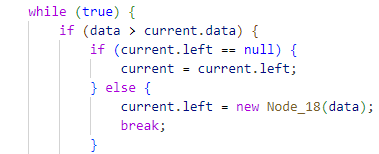 while (true) {
if (data > current.data) {
if (current.left == null) {
current = current.left;
} else {
current.left = new Node_18(data);
break;
}